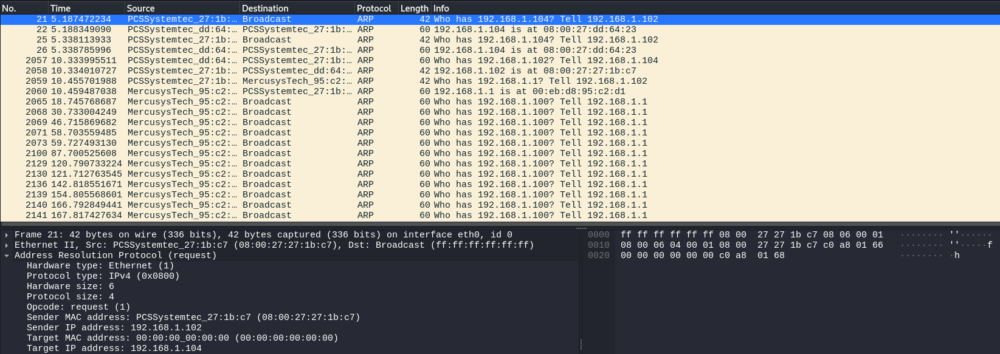 No. Time Source Destination Protocol Length Info
21 5.187472234 PCSSystemtec_27:1b:… Broadcast ARP 42 Who has 192.168.1.104? Tell 192.168.1.102
22 5.188349090 PCSSystemtec_dd:64:… PCSSystemtec_27:1b:… ARP 60 192.168.1.104 is at 08:00:27:dd:64:23
25 5.338113933 PCSSystemtec_27:1b:… Broadcast ARP 42 Who has 192.168.1.104? Tell 192.168.1.102
26 5.338785996 PCSSystemtec_dd:64:… PCSSystemtec_27:1b:… ARP 60 192.168.1.104 is at 08:00:27:dd:64:23
2057 10.333995511 PCSSystemtec_dd:64:… PCSSystemtec_27:1b:… ARP 60 Who has 192.168.1.102? Tell 192.168.1.104
2058 10.334010727 PCSSystemtec_27:1b:… PCSSystemtec_dd:64:… ARP 42 192.168.1.102 is at 08:00:27:27:1b:c7
2059 10.455701988 PCSSystemtec_27:1b:… MercusysTech_95:c2:… ARP 42 Who has 192.168.1.1? Tell 192.168.1.102
2060 10.459487038 MercusysTech_95:c2:… PCSSystemtec_27:1b:… ARP 60 192.168.1.1 is at 00:eb:d8:95:c2:d1
2065 18.745768687 MercusysTech_95:c2:… Broadcast ARP 60 Who has 192.168.1.100? Tell 192.168.1.1
2068 30.733004249 MercusysTech_95:c2:… Broadcast ARP 60 Who has 192.168.1.100? Tell 192.168.1.1
2069 46.715869682 MercusysTech_95:c2:… Broadcast ARP 60 Who has 192.168.1.100? Tell 192.168.1.1
2071 58.703559485 MercusysTech_95:c2:… Broadcast ARP 60 Who has 192.168.1.100? Tell 192.168.1.1
2073 59.727493130 MercusysTech_95:c2:… Broadcast ARP 60 Who has 192.168.1.100? Tell 192.168.1.1
2100 87.700525608 MercusysTech_95:c2:… Broadcast ARP 60 Who has 192.168.1.100? Tell 192.168.1.1
2129 120.790733224 MercusysTech_95:c2:… Broadcast ARP 60 Who has 192.168.1.100? Tell 192.168.1.1
2130 121.712763545 MercusysTech_95:c2:… Broadcast ARP 60 Who has 192.168.1.100? Tell 192.168.1.1
2136 142.818551671 MercusysTech_95:c2:… Broadcast ARP 60 Who has 192.168.1.100? Tell 192.168.1.1
2139 154.805568601 MercusysTech_95:c2:… Broadcast ARP 60 Who has 192.168.1.100? Tell 192.168.1.1
2140 166.792849441 MercusysTech_95:c2:… Broadcast ARP 60 Who has 192.168.1.100? Tell 192.168.1.1
2141 167.817427634 MercusysTech_95:c2:… Broadcast ARP 60 Who has 192.168.1.100? Tell 192.168.1.1
Frame 21: 42 bytes on wire (336 bits), 42 bytes captured (336 bits) on interface eth0, id 0
Ethernet II, Src: PCSSystemtec_27:1b:c7 (08:00:27:27:1b:c7), Dst: Broadcast (ff:ff:ff:ff:ff:ff)
Address Resolution Protocol (request)
Hardware type: Ethernet (1)
Protocol type: IPv4 (0x0800)
Hardware size: 6
Protocol size: 4
Opcode: request (1)
Sender MAC address: PCSSystemtec_27:1b:c7 (08:00:27:27:1b:c7)
Sender IP address: 192.168.1.102
Target MAC address: 00:00:00_00:00:00 (00:00:00:00:00:00)
Target IP address: 192.168.1.104
0000 ff ff ff ff ff ff 08 00 27 27 1b c7 08 06 00 01 ········ ''······
0010 08 00 06 04 00 01 08 00 27 27 1b c7 c0 a8 01 66 ········ ''·····f
0020 00 00 00 00 00 00 c0 a8 01 68 ········ ·h